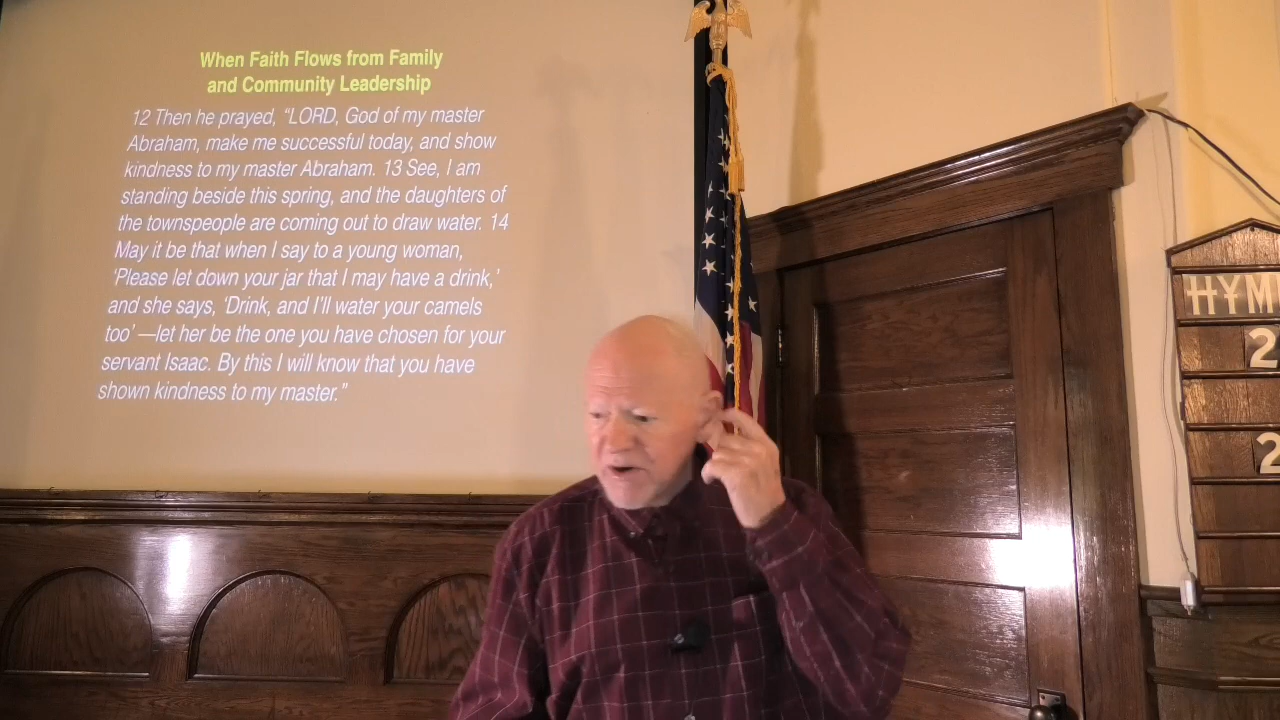 When Faith Flows from Family
and Community Leadership
12 Then he prayed, “LORD, God of my master
Abraham, make me successful today, and show
kindness to my master Abraham. 13 See, I am
standing beside this spring, and the daughters of
the townspeople are coming out to draw water. 14
May it be that when I say to a young woman,
‘Please let down your jar that I may have a drink,’
and she says, ‘Drink, and I’ll water your camels
too’ —let her be the one you have chosen for your
servant Isaac. By this I will know that you have
shown kindness to my master.”
HYM
2
2